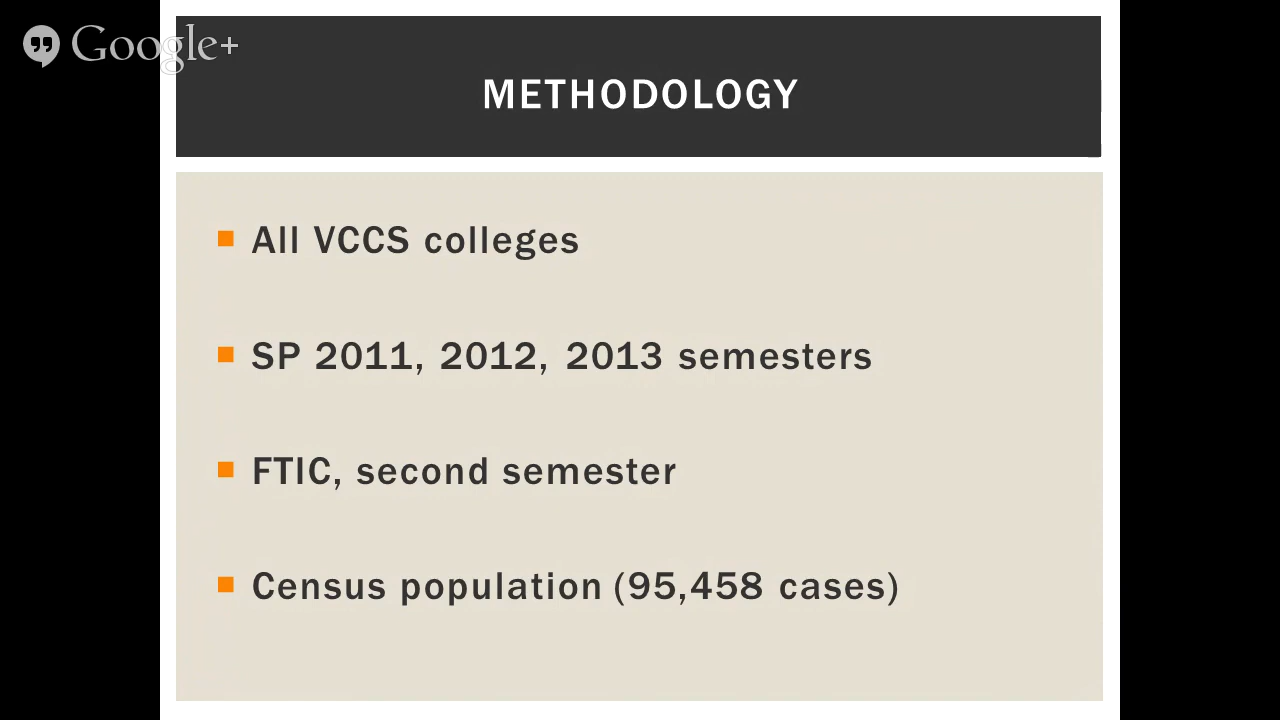 Google+
METHODOLOGY
All VCCS colleges
SP 2011, 2012, 2013 semesters
FTIC, second semester
Census population (95,458 cases)